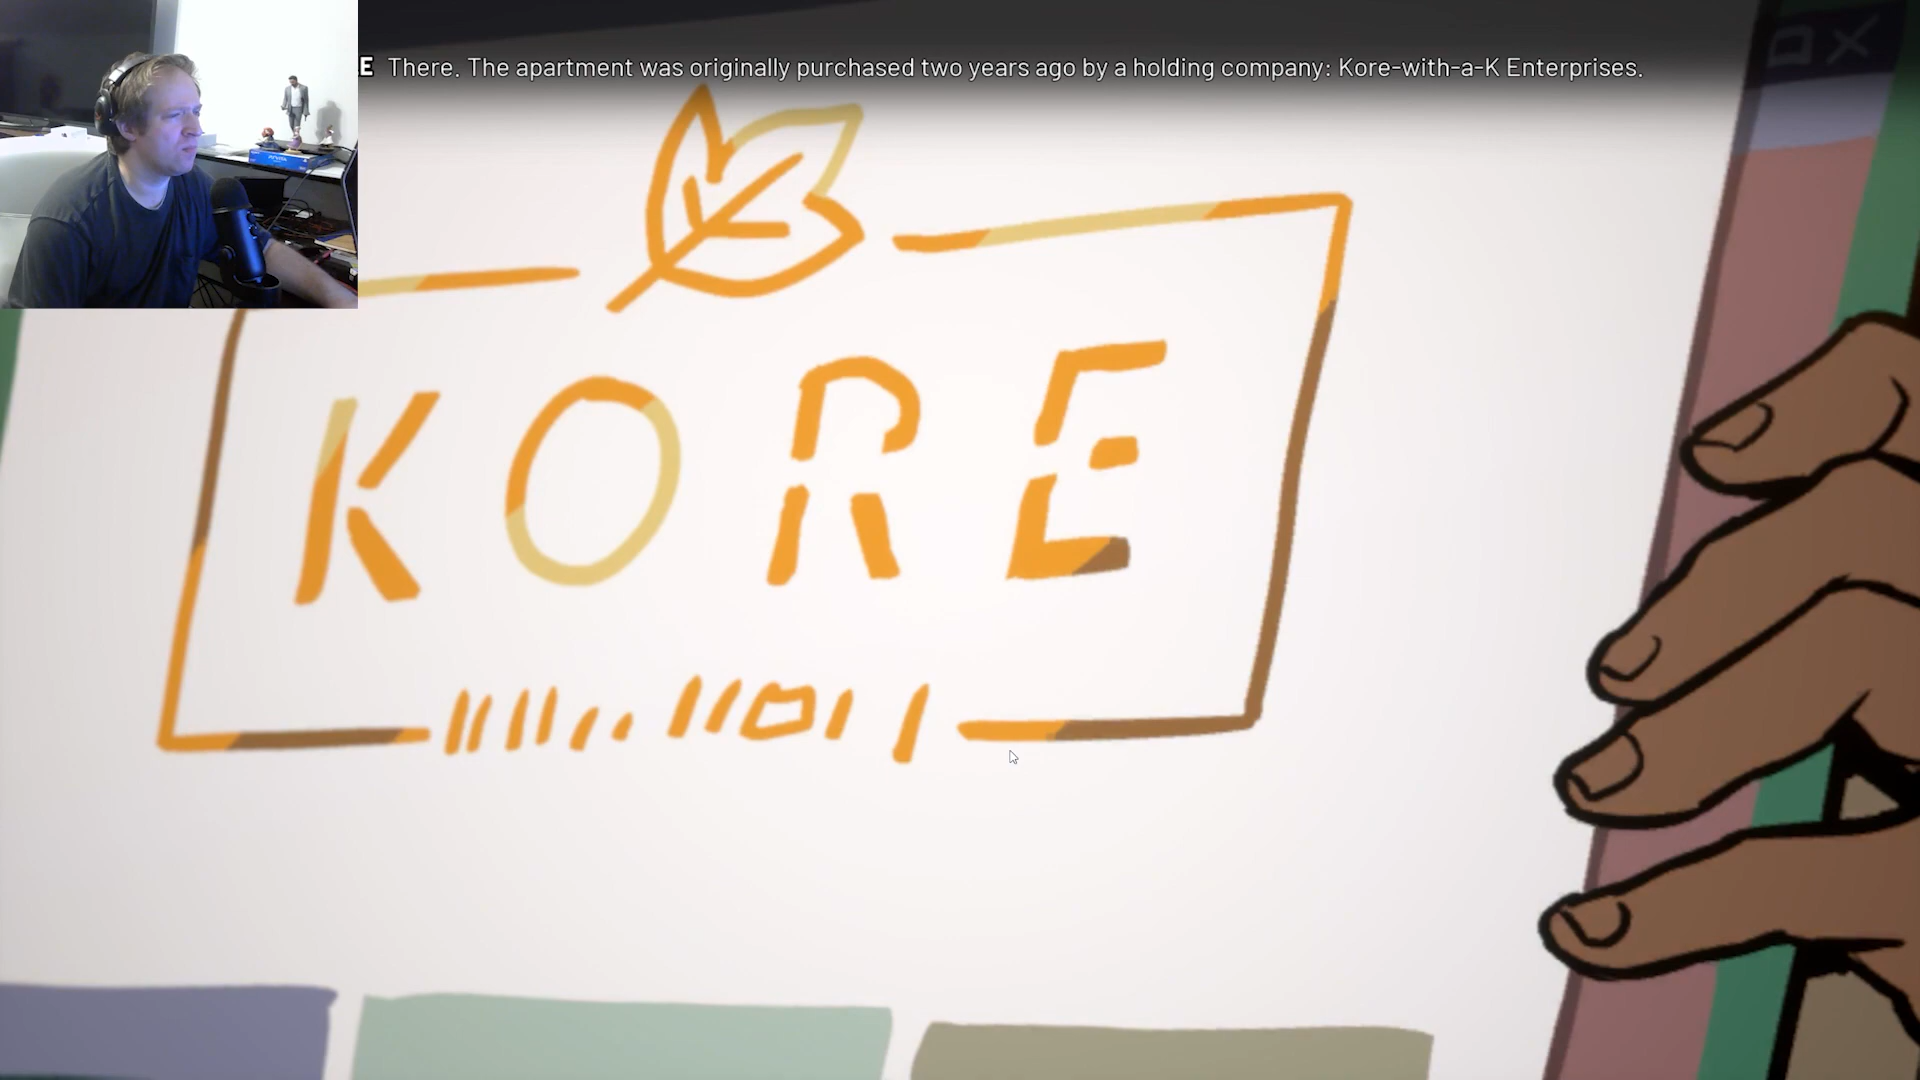 E There. The apartment was originally purchased two years ago by a holding company: Kore-with-a-K Enterprises.
KORE